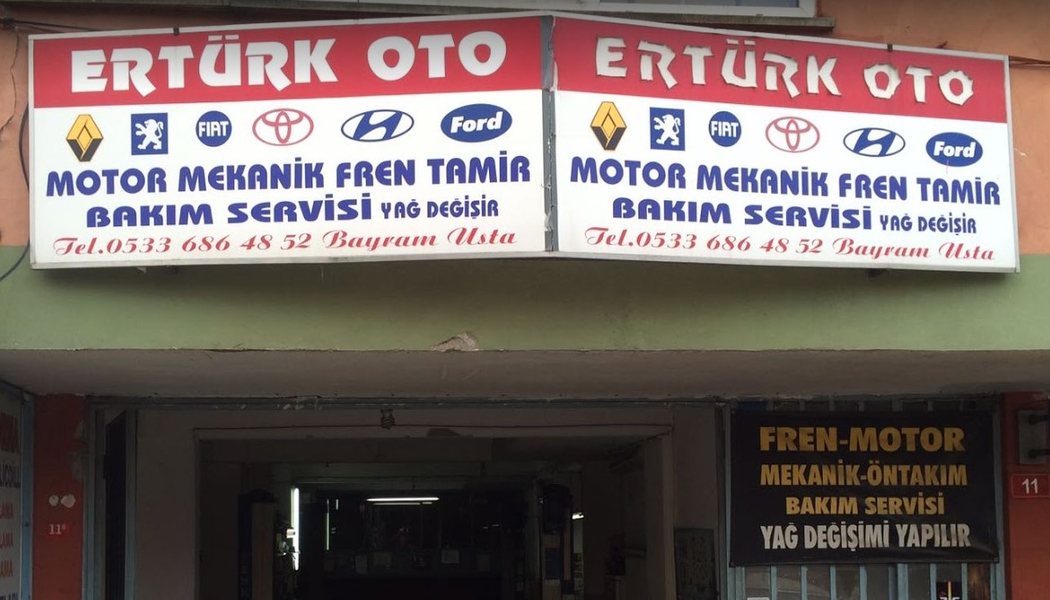 ERTÜRK OTO
FIAT
Ford
MOTOR MEKANİK FREN TAMİR
BAKIM SERVİSİ YAĞ DEĞİŞİR
Tel.0533 686 48 52 Bayram Usta
ERTÜRK OTO
FIAT
Ford
MOTOR MEKANİK FREN TAMİR
BAKIM SERVİSİ YAĞ DEĞİŞİR
Tel.0533 686 48 52 Bayram Usta
FREN-MOTOR
MEKANİK-ÖNTAKIM
BAKIM SERVİSİ
YAĞ DEĞİŞİMİ YAPILIR
11